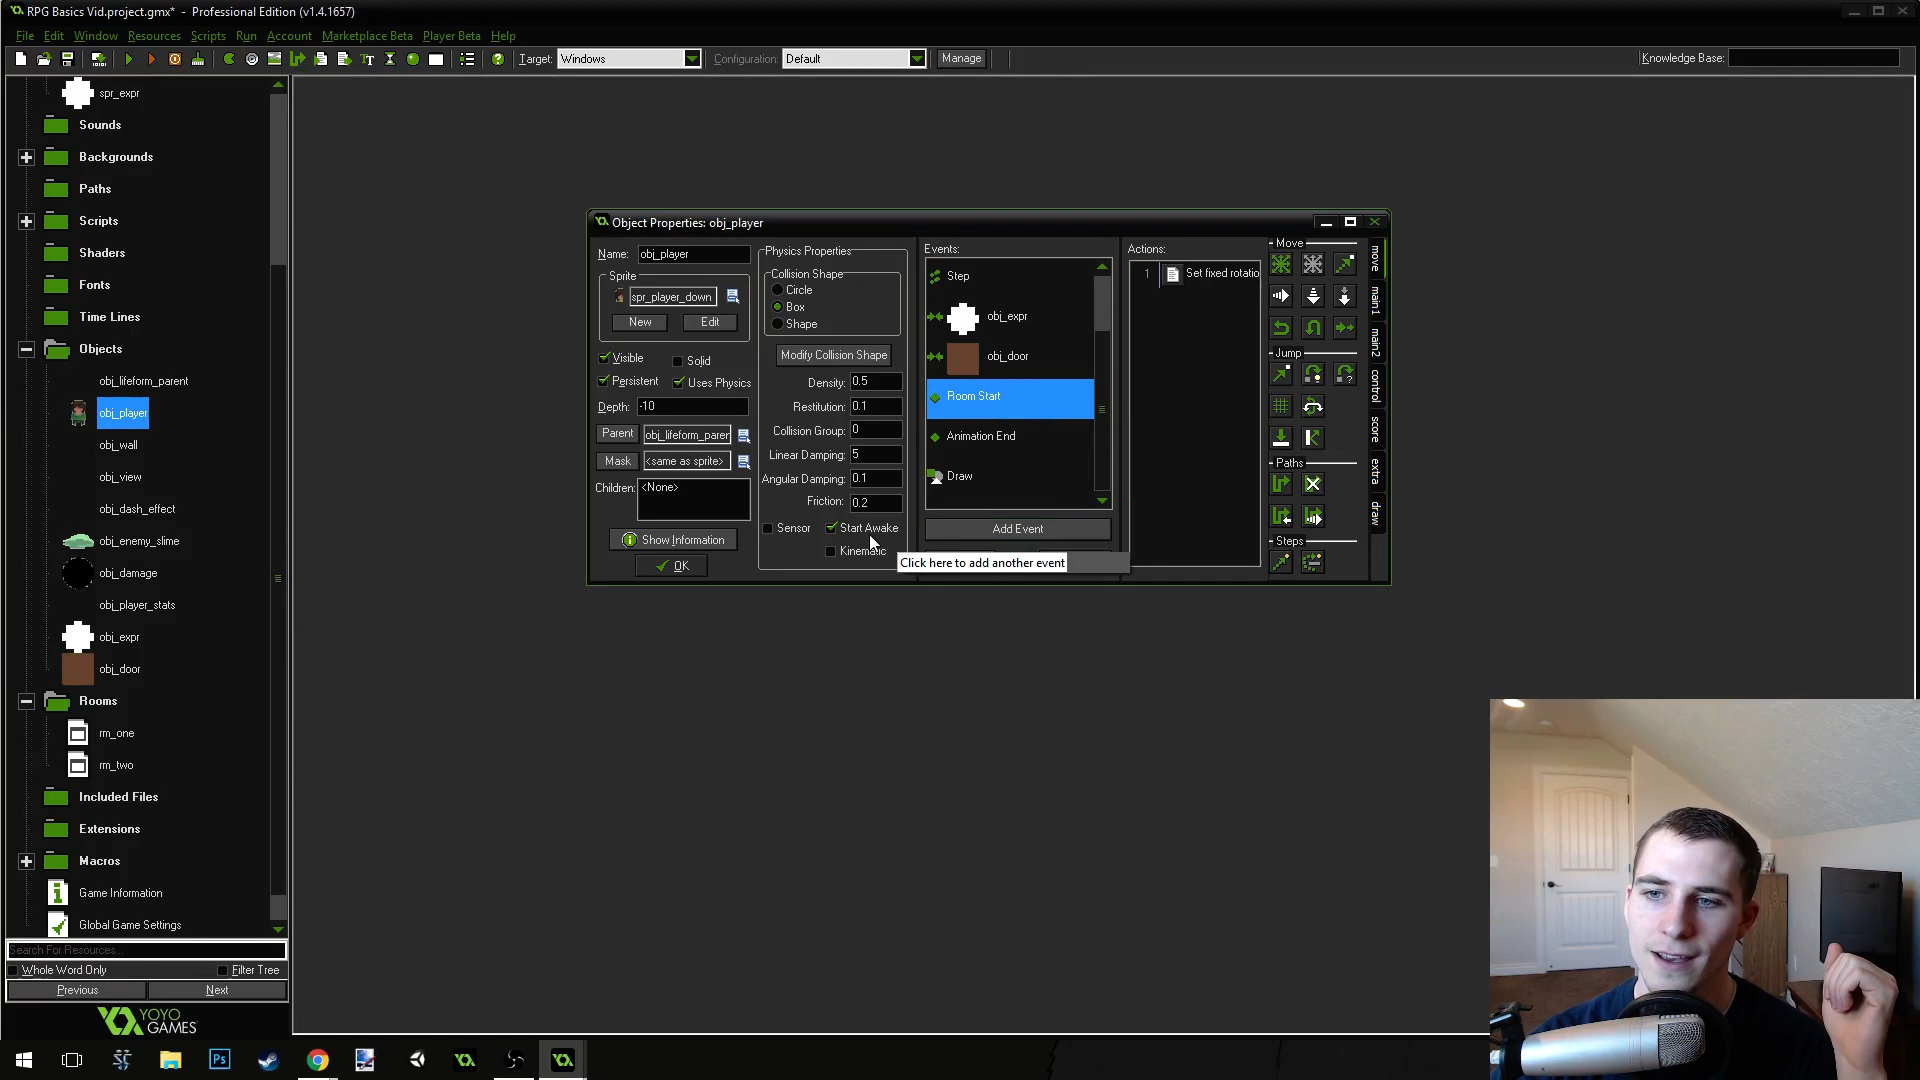 RPG Basics Vid.project.gmx* - Professional Edition (v1.4.1657)
File Edit Window Resources Scripts Run Account Marketplace Beta Player Beta Help
Target: Windows Configuration: Default Manage Knowledge Base:
spr_expr
Sounds
Backgrounds
Paths
Scripts
Shaders
Fonts
Time Lines
Objects
obj_lifeform_parent
obj_player
obj_wall
obj_view
obj_dash_effect
obj_enemy_slime
obj_damage
obj_player_stats
obj_expr
obj_door
Rooms
rm_one
rm_two
Included Files
Extensions
Macros
Game Information
Global Game Settings
Search For Resources...
Whole Word Only Filter Tree
Previous Next
YOYO
GAMES
Object Properties: obj_player
Name: obj_player
Sprite
spr_player_down
New Edit
Visible Solid
Persistent Uses Physics
Depth: -10
Parent obj_lifeform_parer
Mask <same as sprite>
Children: <None>
Show Information
OK
Physics Properties
Collision Shape
Circle
Box
Shape
Modify Collision Shape
Density: 0.5
Restitution: 0.1
Collision Group: 0
Linear Damping: 5
Angular Damping: 0.1
Friction: 0.2
Sensor Start Awake
Kinematic
Events:
Step
obj_expr
obj_door
Room Start
Animation End
Draw
Add Event
Click here to add another event
Actions:
1 Set fixed rotatio
Move
Jump
Paths
Steps
move
main1
main2
control
score
extra
draw
Ps